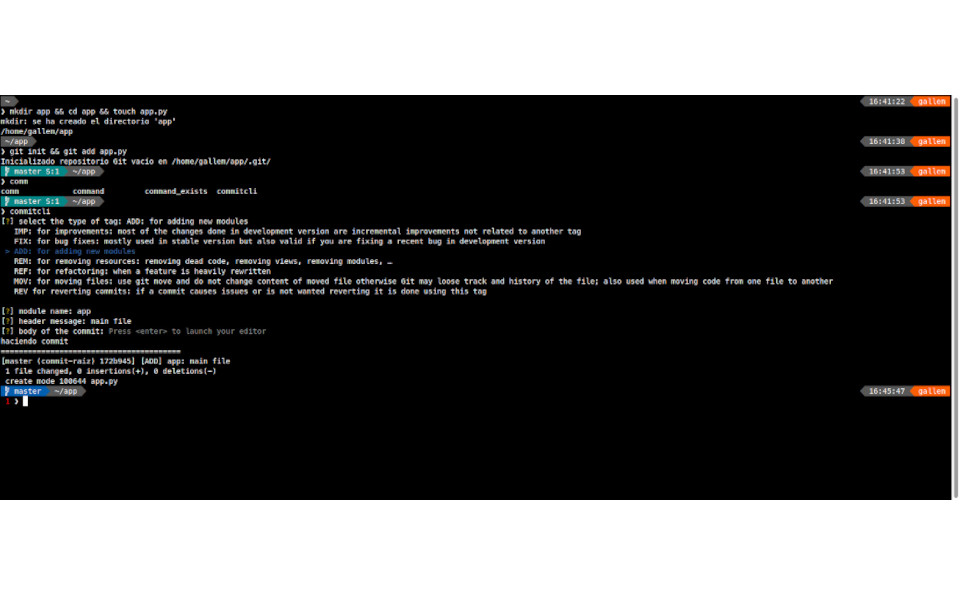 ~ 16:41:22 gallem
❯ mkdir app && cd app && touch app.py
mkdir: se ha creado el directorio 'app'
/home/gallem/app
~/app 16:41:38 gallem
❯ git init && git add app.py
Inicializado repositorio Git vacío en /home/gallem/app/.git/
master S:1 ~/app 16:41:53 gallem
❯ comm
comm command command_exists commitcli
master S:1 ~/app 16:41:53 gallem
❯ commitcli
[?] select the type of tag: ADD: for adding new modules
IMP: for improvements: most of the changes done in development version are incremental improvements not related to another tag
FIX: for bug fixes: mostly used in stable version but also valid if you are fixing a recent bug in development version
> ADD: for adding new modules
REM: for removing resources: removing dead code, removing views, removing modules, …
REF: for refactoring: when a feature is heavily rewritten
MOV: for moving files: use git move and do not change content of moved file otherwise Git may loose track and history of the file; also used when moving code from one file to another
REV for reverting commits: if a commit causes issues or is not wanted reverting it is done using this tag
[?] module name: app
[?] header message: main file
[?] body of the commit: Press <enter> to launch your editor
haciendo commit
========================================
[master (commit-raíz) 172b945] [ADD] app: main file
1 file changed, 0 insertions(+), 0 deletions(-)
create mode 100644 app.py
master ~/app 16:45:47 gallem
1 ❯